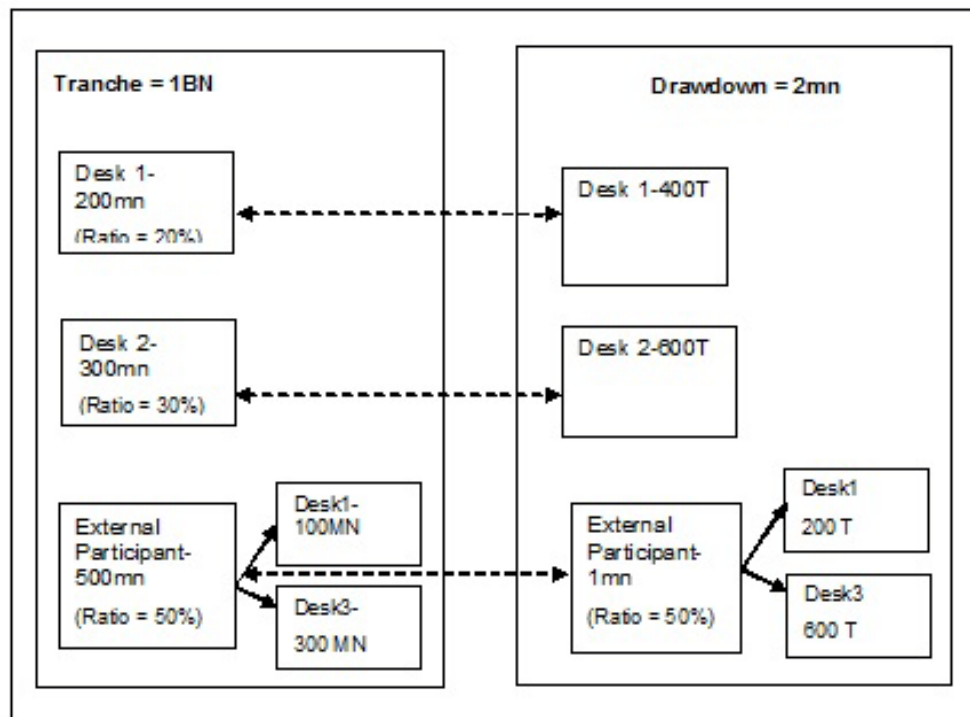 Tranche = 1BN
Desk 1-
200mn
(Ratio = 20%)
Desk 2-
300mn
(Ratio = 30%)
External
Participant-
500mn
(Ratio = 50%)
Desk1-
100MN
Desk3-
300 MN
Drawdown = 2mn
Desk 1-400T
Desk 2-600T
External
Participant-
1mn
(Ratio = 50%)
Desk1
200 T
Desk3
600 T